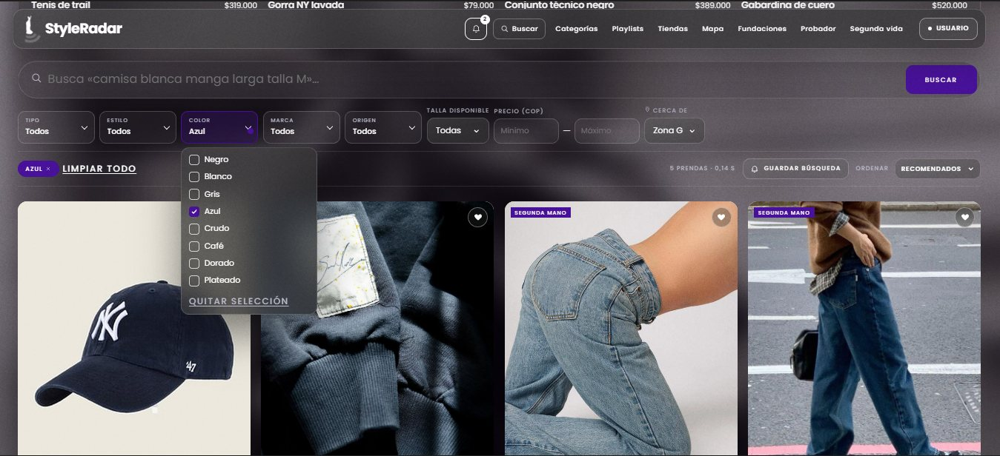 Tenis de trail $319.000 Gorra NY lavada $79.000 Conjunto técnico negro $389.000 Gabardina de cuero $520.000
StyleRadar
2
Buscar Categorías Playlists Tiendas Mapa Fundaciones Probador Segunda vida USUARIO
Busca «camisa blanca manga larga talla M»...
BUSCAR
TIPO
Todos
ESTILO
Todos
COLOR
Azul
MARCA
Todos
ORIGEN
Todos
TALLA DISPONIBLE
Todas
PRECIO (COP)
Mínimo — Máximo
CERCA DE
Zona G
AZUL × LIMPIAR TODO
5 PRENDAS · 0,14 S GUARDAR BÚSQUEDA ORDENAR RECOMENDADOS
Negro
Blanco
Gris
Azul
Crudo
Café
Dorado
Plateado
QUITAR SELECCIÓN
NY
'47
SEGUNDA MANO
SEGUNDA MANO